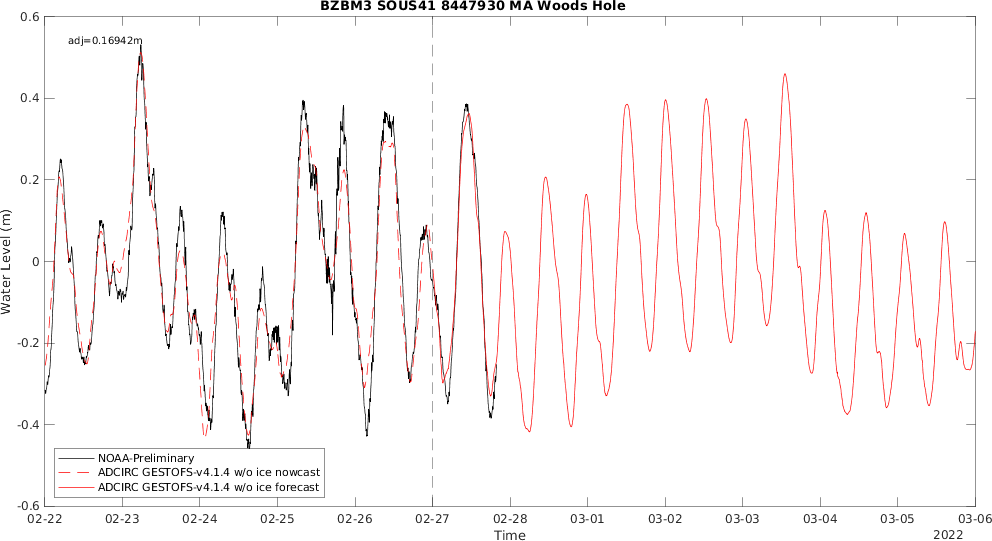 BZBM3 SOUS41 8447930 MA Woods Hole
adj=0.16942m
0.6
0.4
0.2
0
-0.2
-0.4
-0.6
Water Level (m)
NOAA-Preliminary
ADCIRC GESTOFS-v4.1.4 w/o ice nowcast
ADCIRC GESTOFS-v4.1.4 w/o ice forecast
02-22 02-23 02-24 02-25 02-26 02-27 02-28 03-01 03-02 03-03 03-04 03-05 03-06
Time
2022